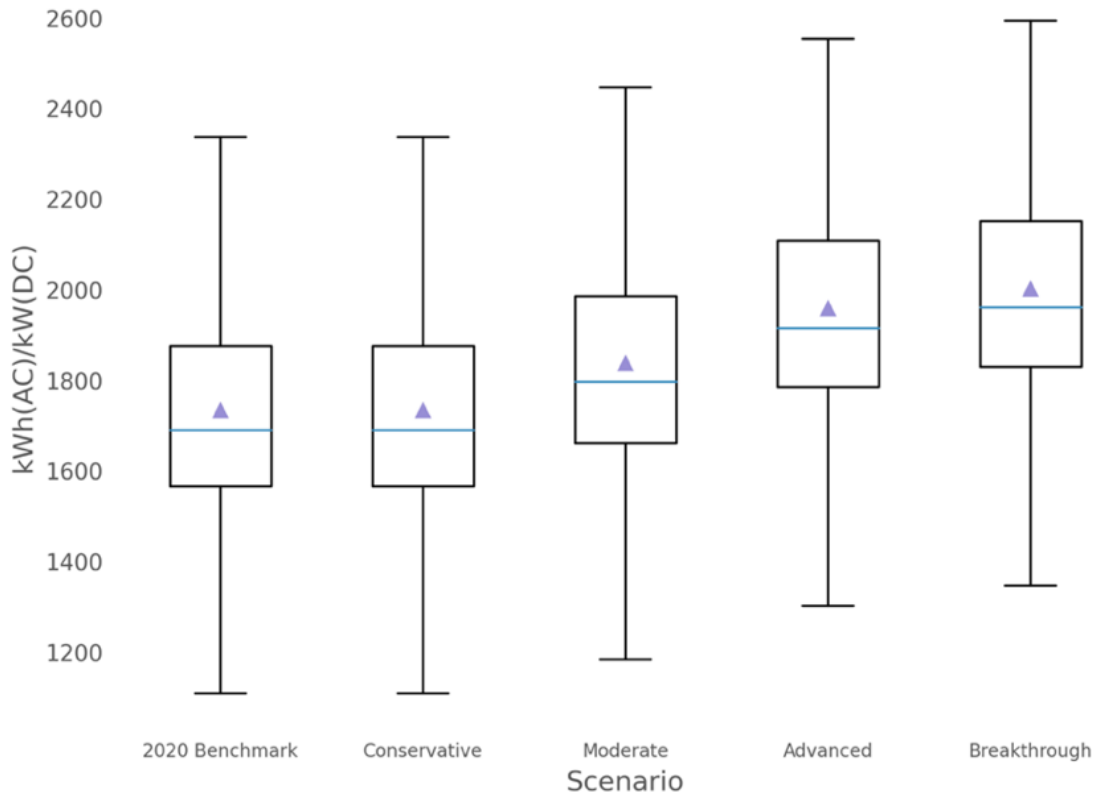 2600
2400
2200
2000
1800
1600
1400
1200
kWh(AC)/kW(DC)
2020 Benchmark Conservative Moderate Advanced Breakthrough
Scenario